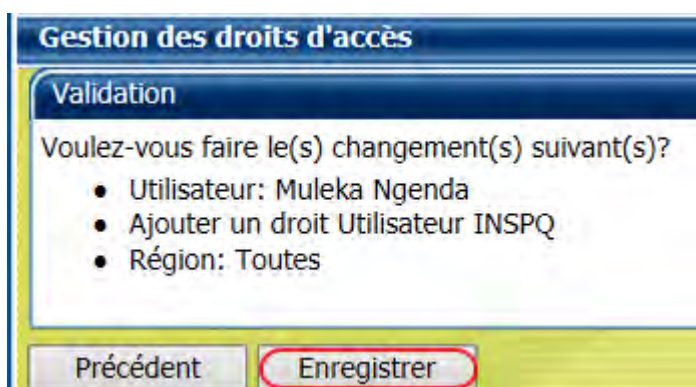 Gestion des droits d'accès
Validation
Voulez-vous faire le(s) changement(s) suivant(s)?
• Utilisateur: Muleka Ngenda
• Ajouter un droit Utilisateur INSPQ
• Région: Toutes
Précédent Enregistrer